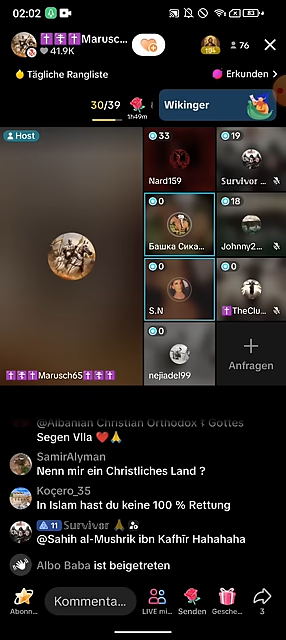 02:02
83
✝️✝️✝️Marusc...
41.9K
76
Tägliche Rangliste
Erkunden >
30/39
1h49m
Wikinger
Host
33
Nard159
19
Survivor ...
0
Башка Сика...
18
Johnny2...
0
S.N
0
✝️TheClu...
0
nejiadel99
Anfragen
✝️✝️✝️Marusch65✝️✝️✝️
@Albanian Christian Orthodox ☦ Gottes
Segen Vlla ❤️🙏
SamirAlyman
Nenn mir ein Christliches Land ?
Koçero_35
In Islam hast du keine 100 % Rettung
11 Survivor
@Sahih al-Mushrik ibn Kafhīr Hahahaha
Albo Baba ist beigetreten
Abonn...
Kommenta...
LIVE mi...
Senden
Gesche...
3